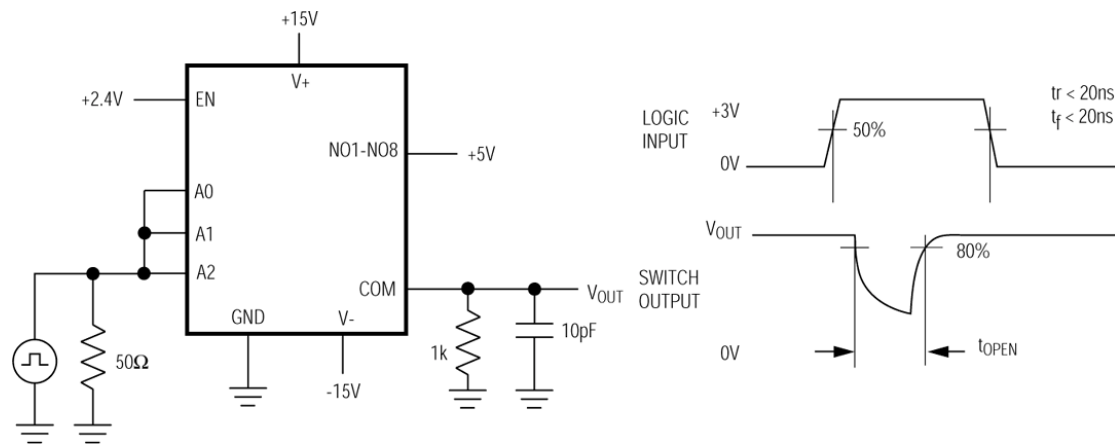 +15V
V+
+2.4V
EN
NO1-NO8
+5V
A0
A1
A2
COM
VOUT
GND
V-
50Ω
-15V
1k
10pF
LOGIC
INPUT
+3V
50%
0V
tr < 20ns
tf < 20ns
VOUT
80%
SWITCH
OUTPUT
0V
tOPEN